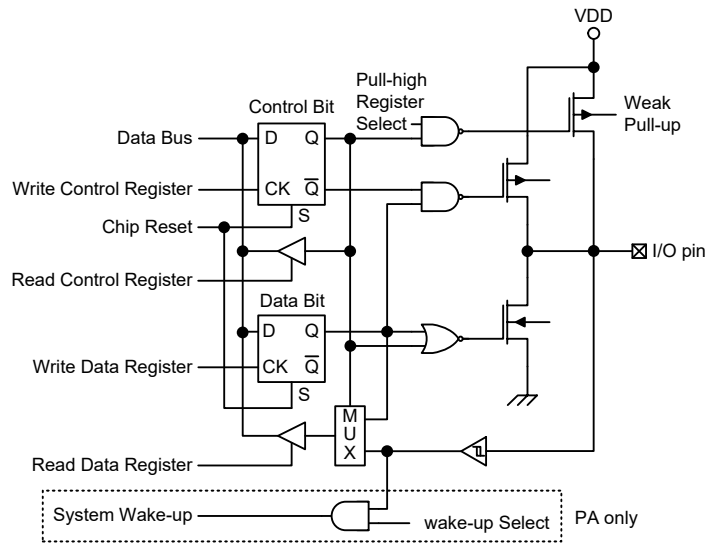 VDD
Pull-high
Register
Select
Weak
Pull-up
Control Bit
Data Bus
D
Q
Write Control Register
CK
Q
S
Chip Reset
I/O pin
Read Control Register
Data Bit
D
Q
Write Data Register
CK
Q
S
M
U
X
Read Data Register
System Wake-up
wake-up Select
PA only